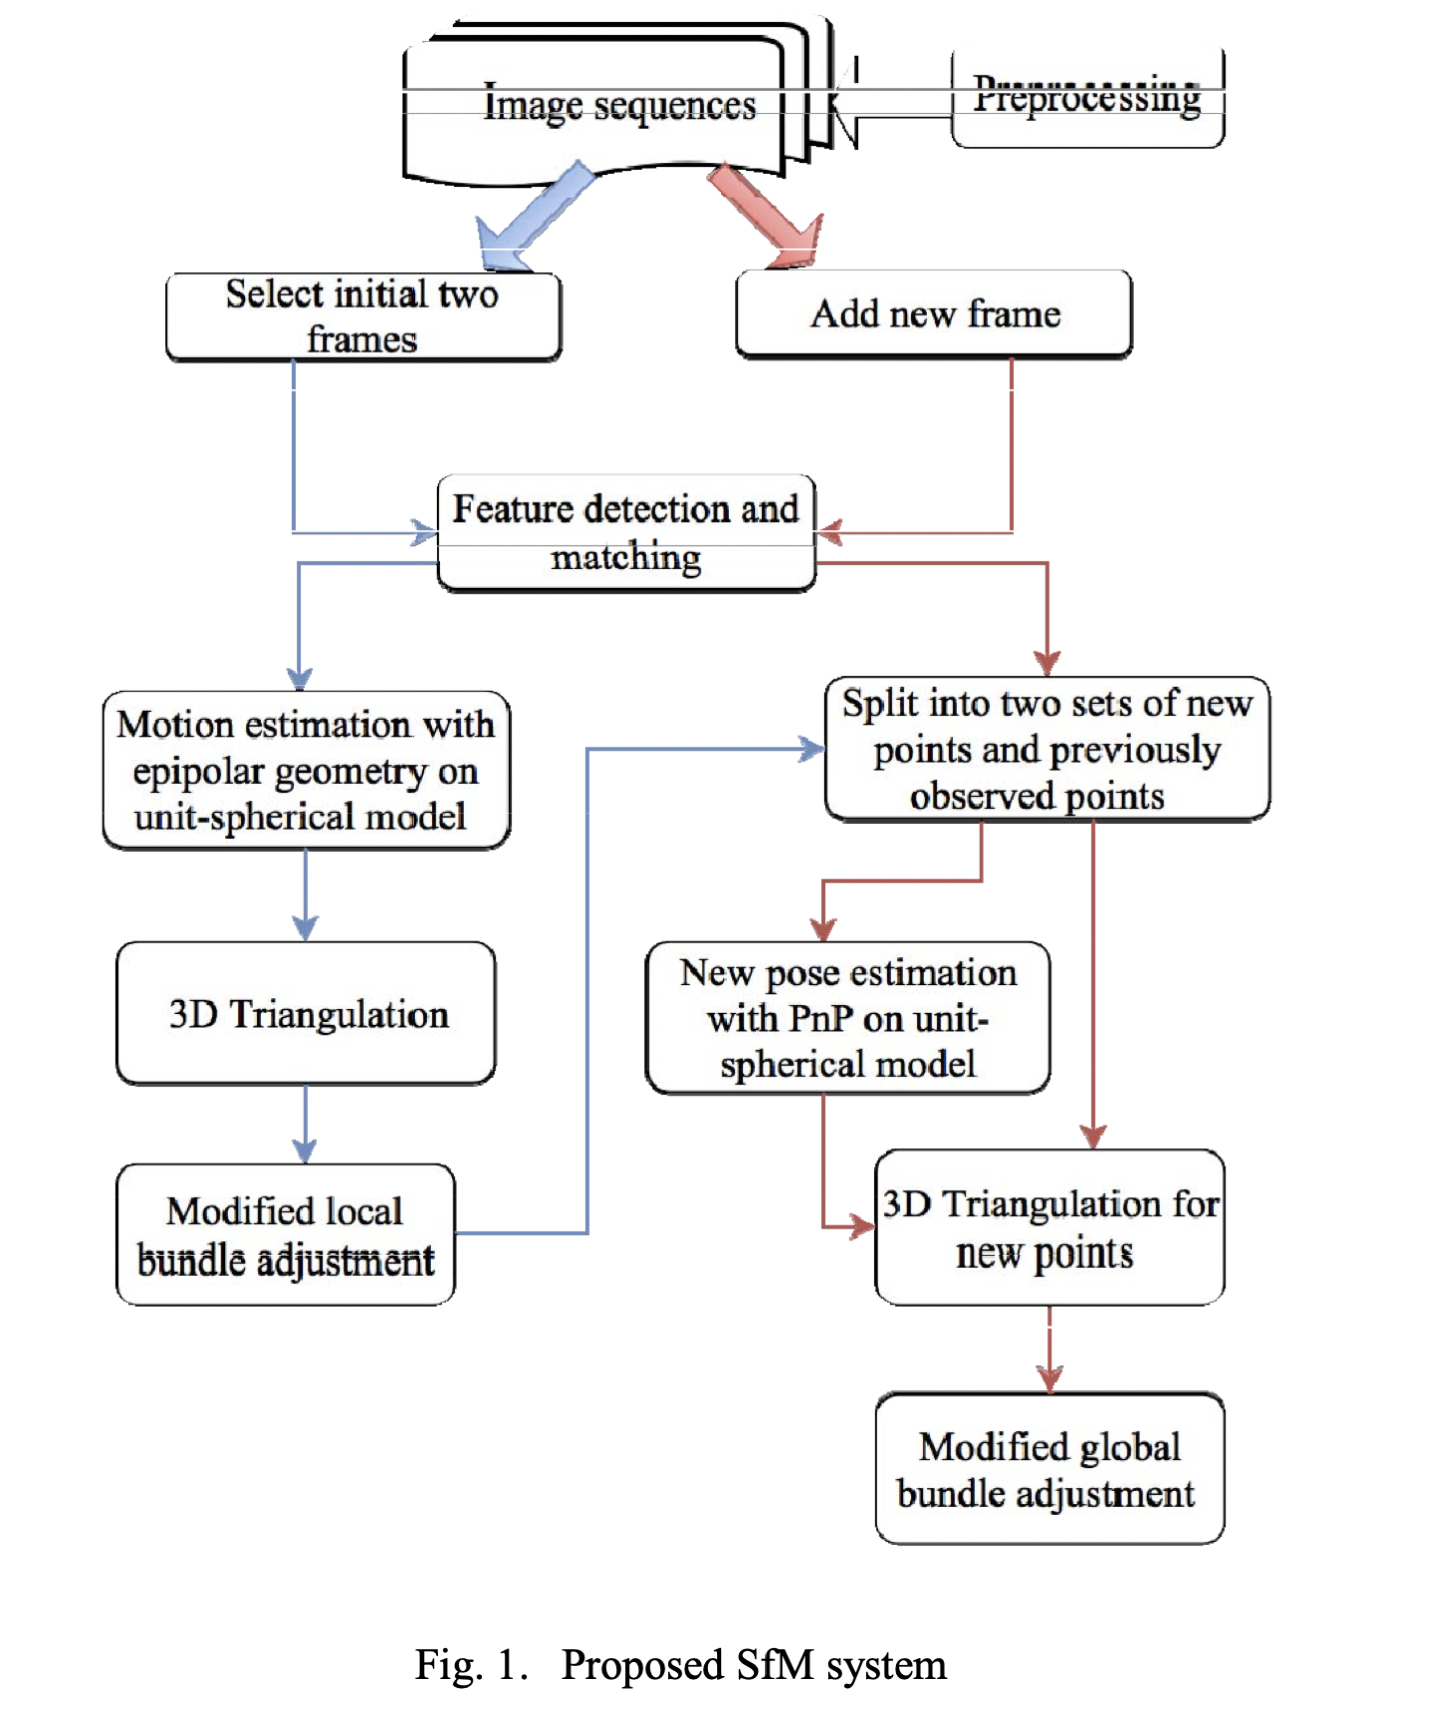 Image sequences
Preprocessing
Select initial two
frames
Add new frame
Feature detection and
matching
Motion estimation with
epipolar geometry on
unit-spherical model
Split into two sets of new
points and previously
observed points
3D Triangulation
New pose estimation
with PnP on unit-
spherical model
Modified local
bundle adjustment
3D Triangulation for
new points
Modified global
bundle adjustment
Fig. 1. Proposed SfM system